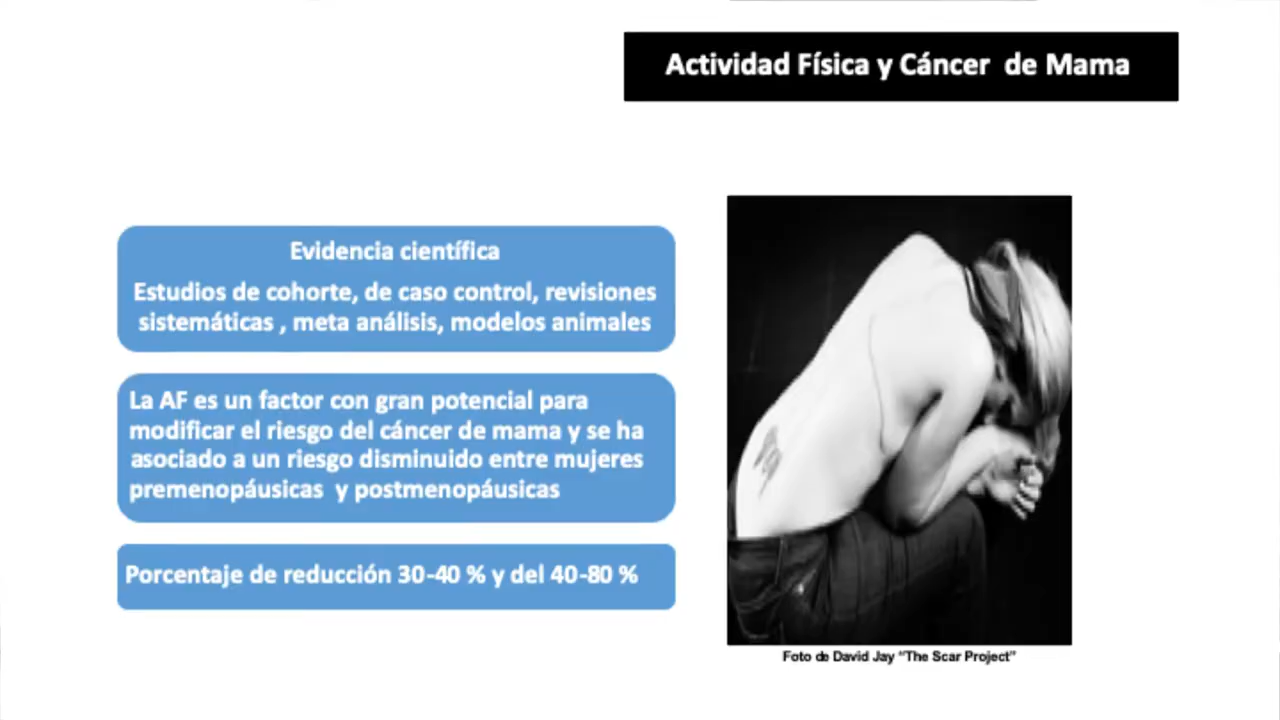 Actividad Física y Cáncer de Mama
Evidencia científica
Estudios de cohorte, de caso control, revisiones
sistemáticas , meta análisis, modelos animales
La AF es un factor con gran potencial para
modificar el riesgo del cáncer de mama y se ha
asociado a un riesgo disminuido entre mujeres
premenopáusicas y postmenopáusicas
Porcentaje de reducción 30-40 % y del 40-80 %
Foto de David Jay "The Scar Project"